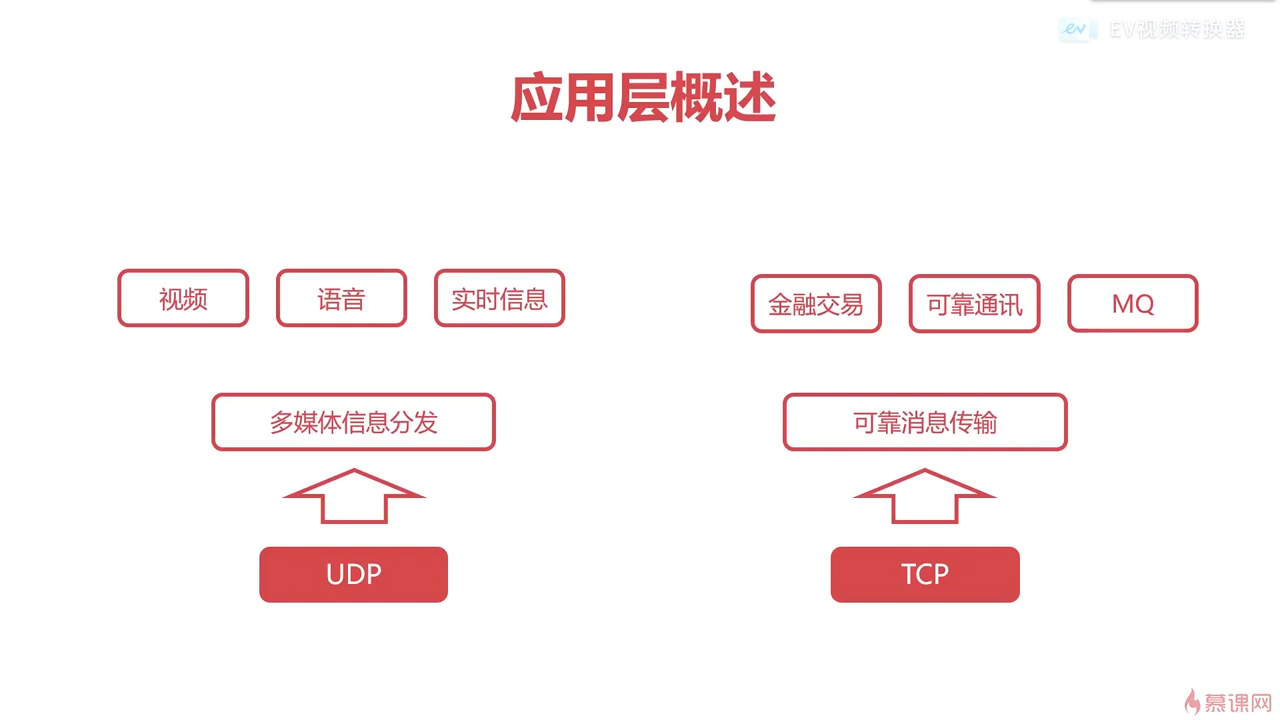 ev EV视频转换器
应用层概述
视频 语音 实时信息
金融交易 可靠通讯 MQ
多媒体信息分发 可靠消息传输
UDP TCP
慕课网